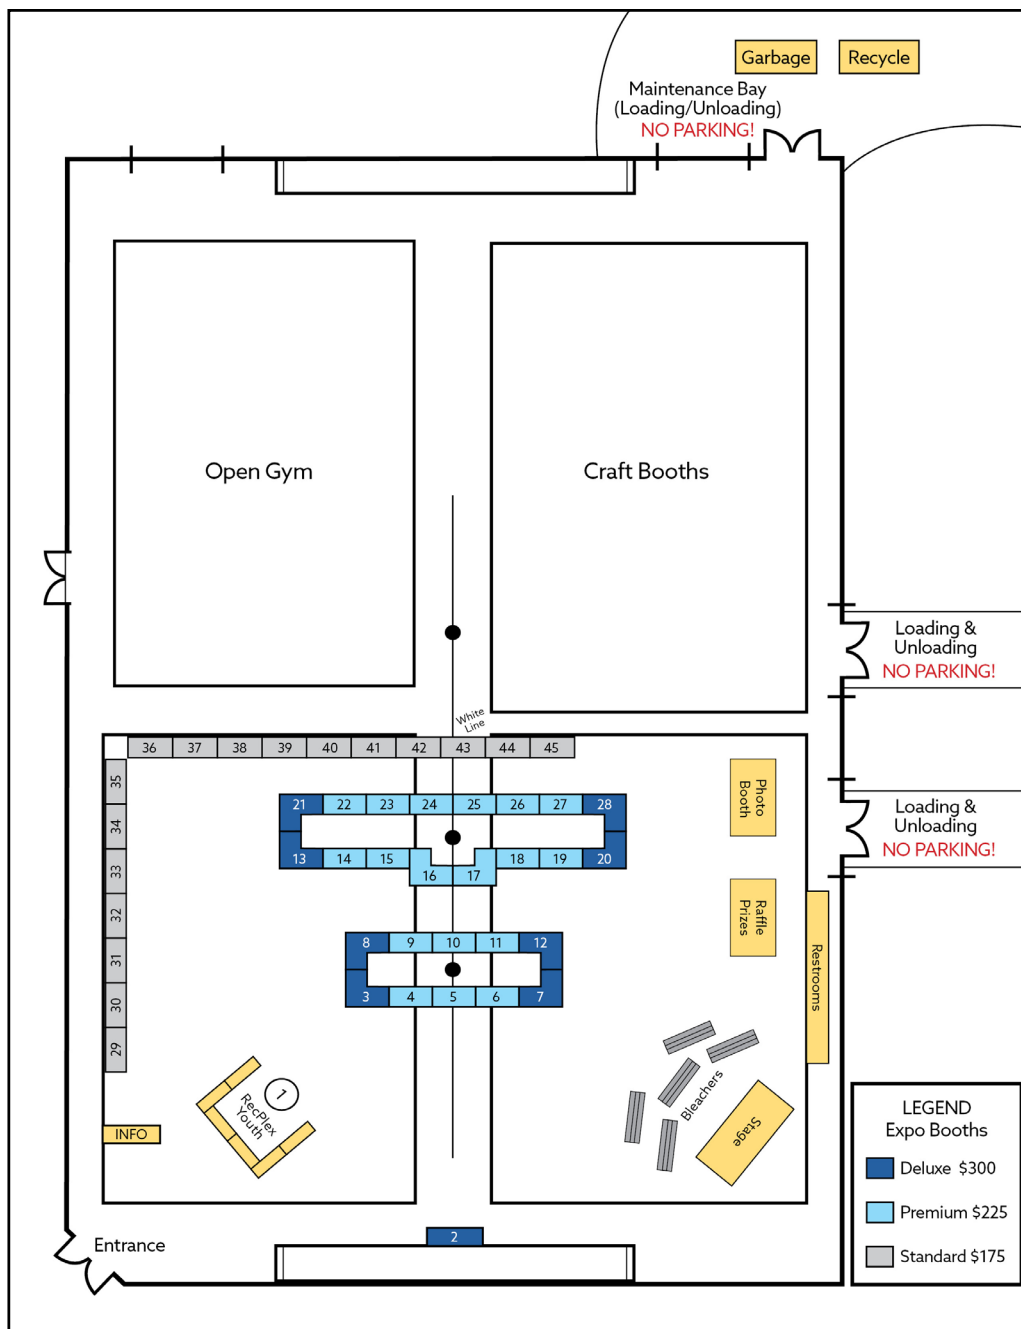 Garbage
Recycle
Maintenance Bay
(Loading/Unloading)
NO PARKING!
Open Gym
Craft Booths
Loading &
Unloading
NO PARKING!
White
Line
36 37 38 39 40 41 42 43 44 45
35
34
33
32
31
30
29
21 22 23 24 25 26 27 28
13 14 15 16 17 18 19 20
8 9 10 11 12
3 4 5 6 7
Photo
Booth
Loading &
Unloading
NO PARKING!
Raffle
Prizes
Restrooms
Bleachers
Stage
1
RecPlex
Youth
INFO
Entrance
2
LEGEND
Expo Booths
Deluxe $300
Premium $225
Standard $175